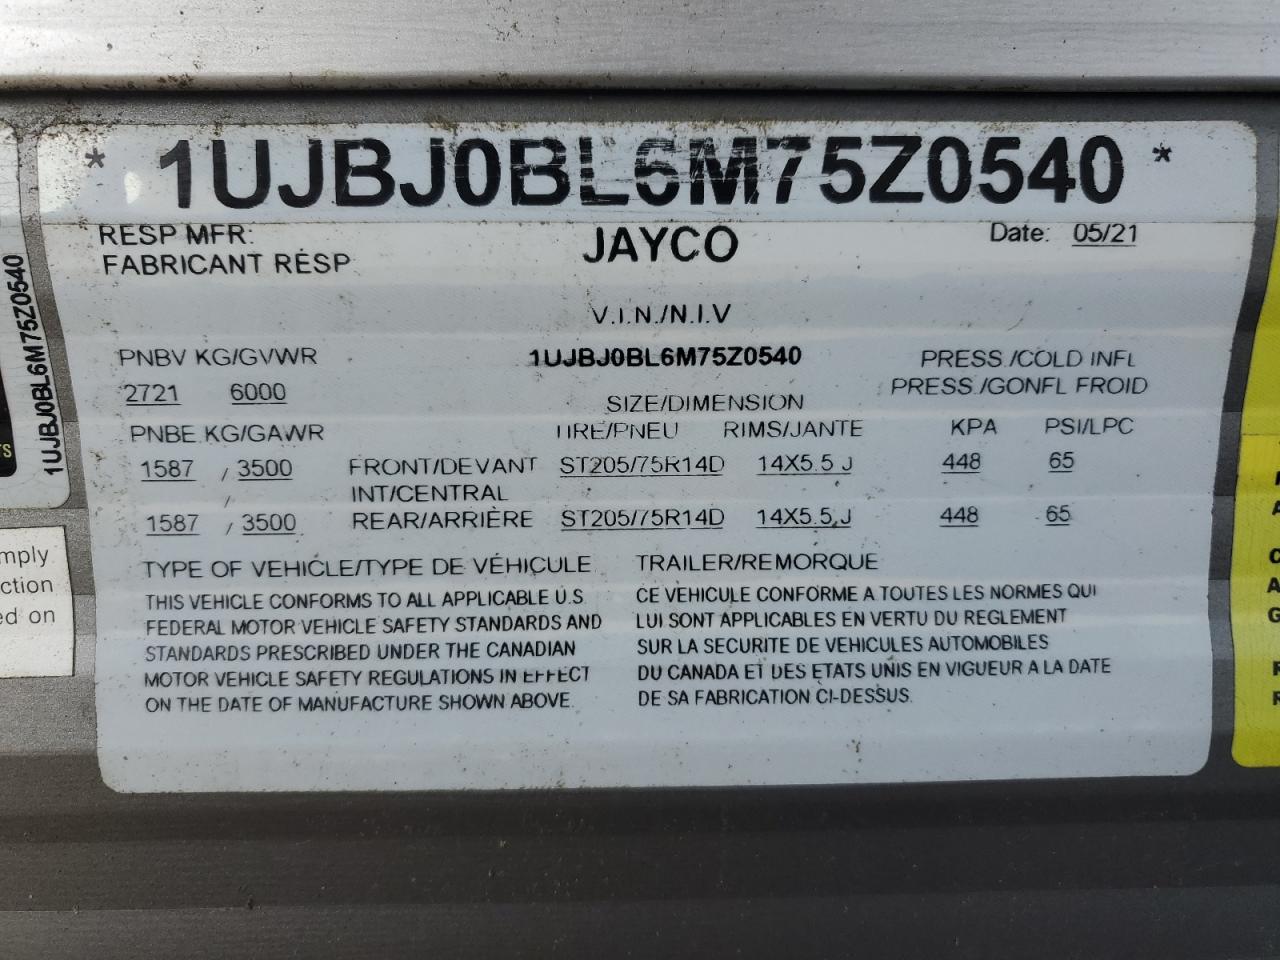 * 1UJBJ0BL6M75Z0540 *
RESP MFR: JAYCO Date: 05/21
FABRICANT RESP
V.I.N./N.I.V
PNBV KG/GVWR 1UJBJ0BL6M75Z0540 PRESS./COLD INFL
2721 6000 SIZE/DIMENSION PRESS./GONFL FROID
PNBE KG/GAWR TIRE/PNEU RIMS/JANTE KPA PSI/LPC
1587 / 3500 FRONT/DEVANT ST205/75R14D 14X5.5 J 448 65
/ INT/CENTRAL
1587 / 3500 REAR/ARRIÈRE ST205/75R14D 14X5.5 J 448 65
TYPE OF VEHICLE/TYPE DE VÉHICULE TRAILER/REMORQUE
THIS VEHICLE CONFORMS TO ALL APPLICABLE U.S.
FEDERAL MOTOR VEHICLE SAFETY STANDARDS AND
STANDARDS PRESCRIBED UNDER THE CANADIAN
MOTOR VEHICLE SAFETY REGULATIONS IN EFFECT
ON THE DATE OF MANUFACTURE SHOWN ABOVE.
CE VEHICULE CONFORME A TOUTES LES NORMES QUI
LUI SONT APPLICABLES EN VERTU DU REGLEMENT
SUR LA SECURITE DE VEHICULES AUTOMOBILES
DU CANADA ET DES ETATS UNIS EN VIGUEUR A LA DATE
DE SA FABRICATION CI-DESSUS.
1UJBJ0BL6M75Z0540
ed on